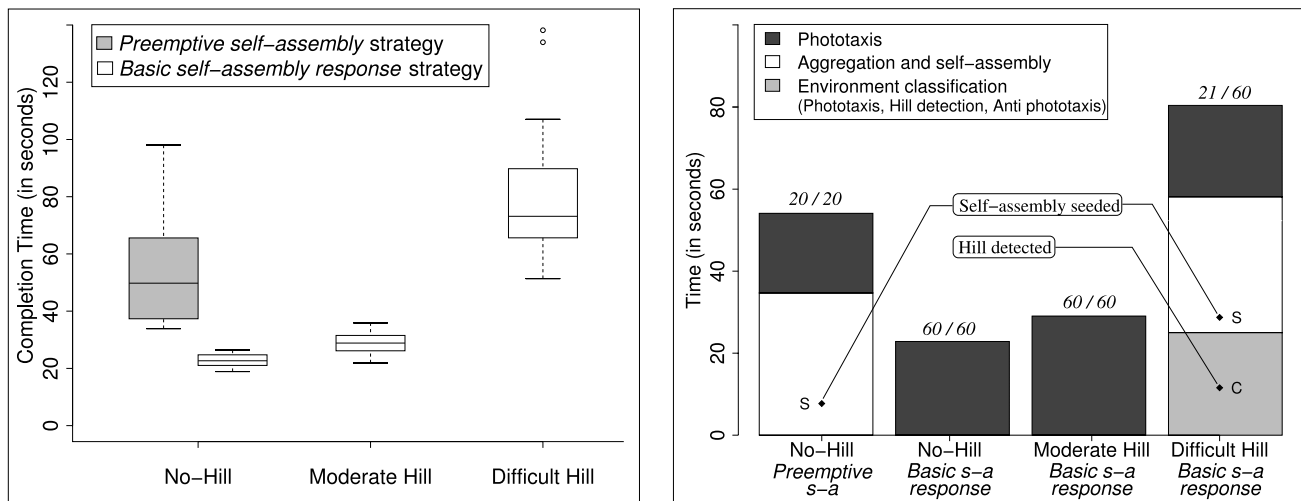 Preemptive self−assembly strategy
Basic self−assembly response strategy
Completion Time (in seconds)
120
100
80
60
40
20
0
No−Hill
Moderate Hill
Difficult Hill
Phototaxis
Aggregation and self−assembly
Environment classification
(Phototaxis, Hill detection, Anti phototaxis)
Time (in seconds)
80
60
40
20
0
20 / 20
60 / 60
60 / 60
21 / 60
Self−assembly seeded
Hill detected
S
S
C
No−Hill
Preemptive
s−a
No−Hill
Basic s−a
response
Moderate Hill
Basic s−a
response
Difficult Hill
Basic s−a
response